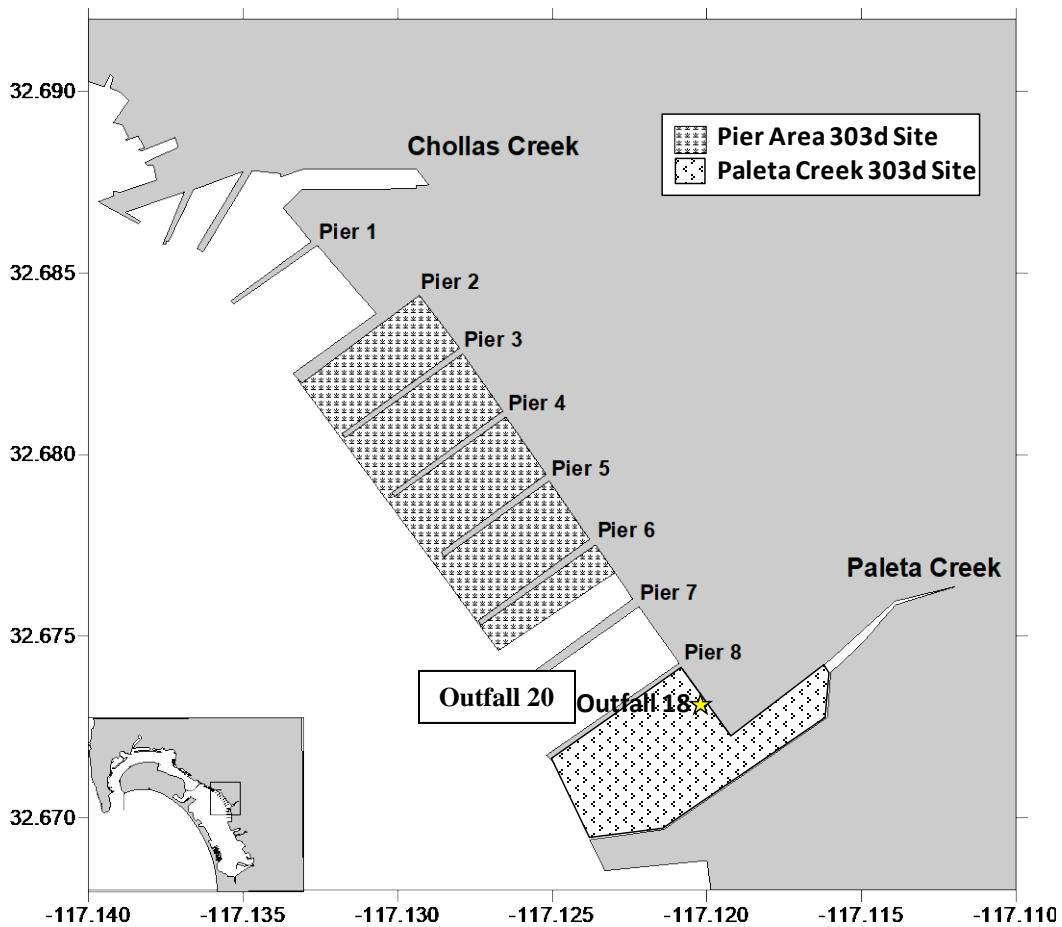 32.690
32.685
32.680
32.675
32.670
Pier Area 303d Site
Paleta Creek 303d Site
Chollas Creek
Pier 1
Pier 2
Pier 3
Pier 4
Pier 5
Pier 6
Paleta Creek
Pier 7
Pier 8
Outfall 20
Outfall 18
-117.140
-117.135
-117.130
-117.125
-117.120
-117.115
-117.110